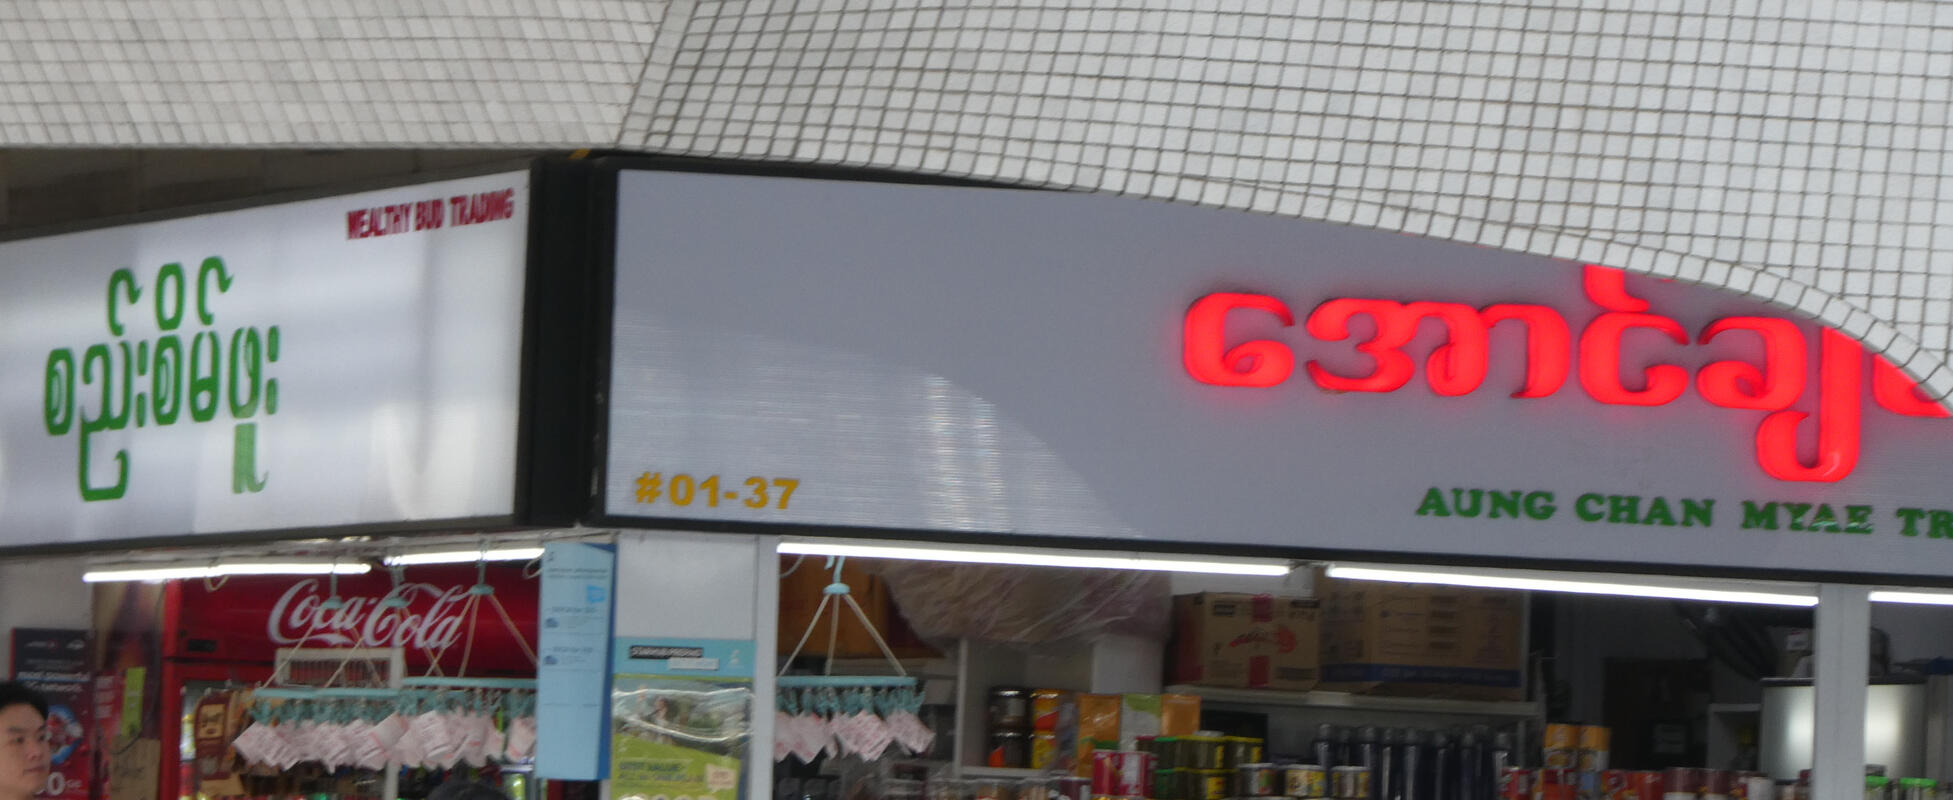 WEALTHY BUD TRADING
စည်းစိမ်ဖူး
#01-37
အောင်ချ
AUNG CHAN MYAE TR
Coca-Cola